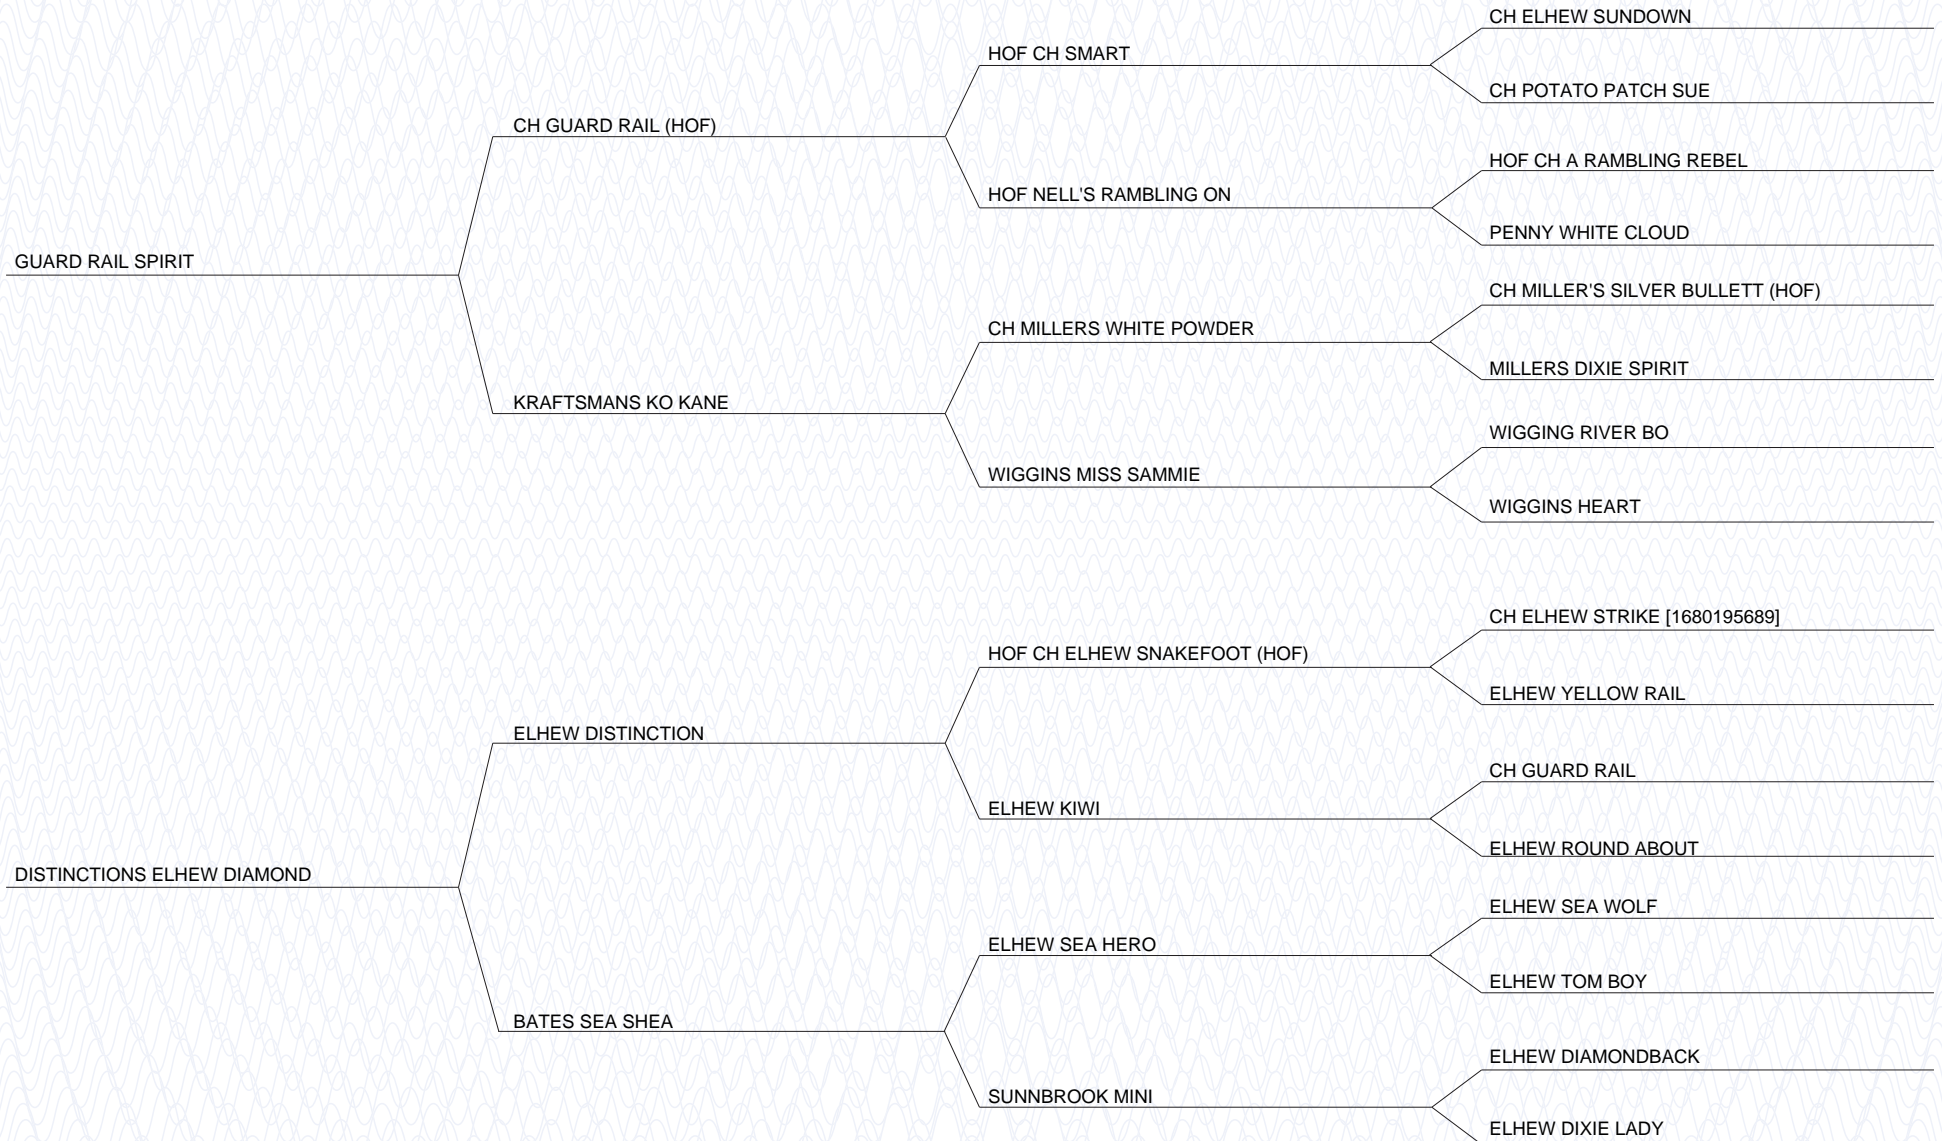 CH ELHEW SUNDOWN
HOF CH SMART
CH POTATO PATCH SUE
CH GUARD RAIL (HOF)
HOF CH A RAMBLING REBEL
HOF NELL'S RAMBLING ON
PENNY WHITE CLOUD
GUARD RAIL SPIRIT
CH MILLER'S SILVER BULLETT (HOF)
CH MILLERS WHITE POWDER
MILLERS DIXIE SPIRIT
KRAFTSMANS KO KANE
WIGGING RIVER BO
WIGGINS MISS SAMMIE
WIGGINS HEART
CH ELHEW STRIKE [1680195689]
HOF CH ELHEW SNAKEFOOT (HOF)
ELHEW YELLOW RAIL
ELHEW DISTINCTION
CH GUARD RAIL
ELHEW KIWI
ELHEW ROUND ABOUT
DISTINCTIONS ELHEW DIAMOND
ELHEW SEA WOLF
ELHEW SEA HERO
ELHEW TOM BOY
BATES SEA SHEA
ELHEW DIAMONDBACK
SUNNBROOK MINI
ELHEW DIXIE LADY